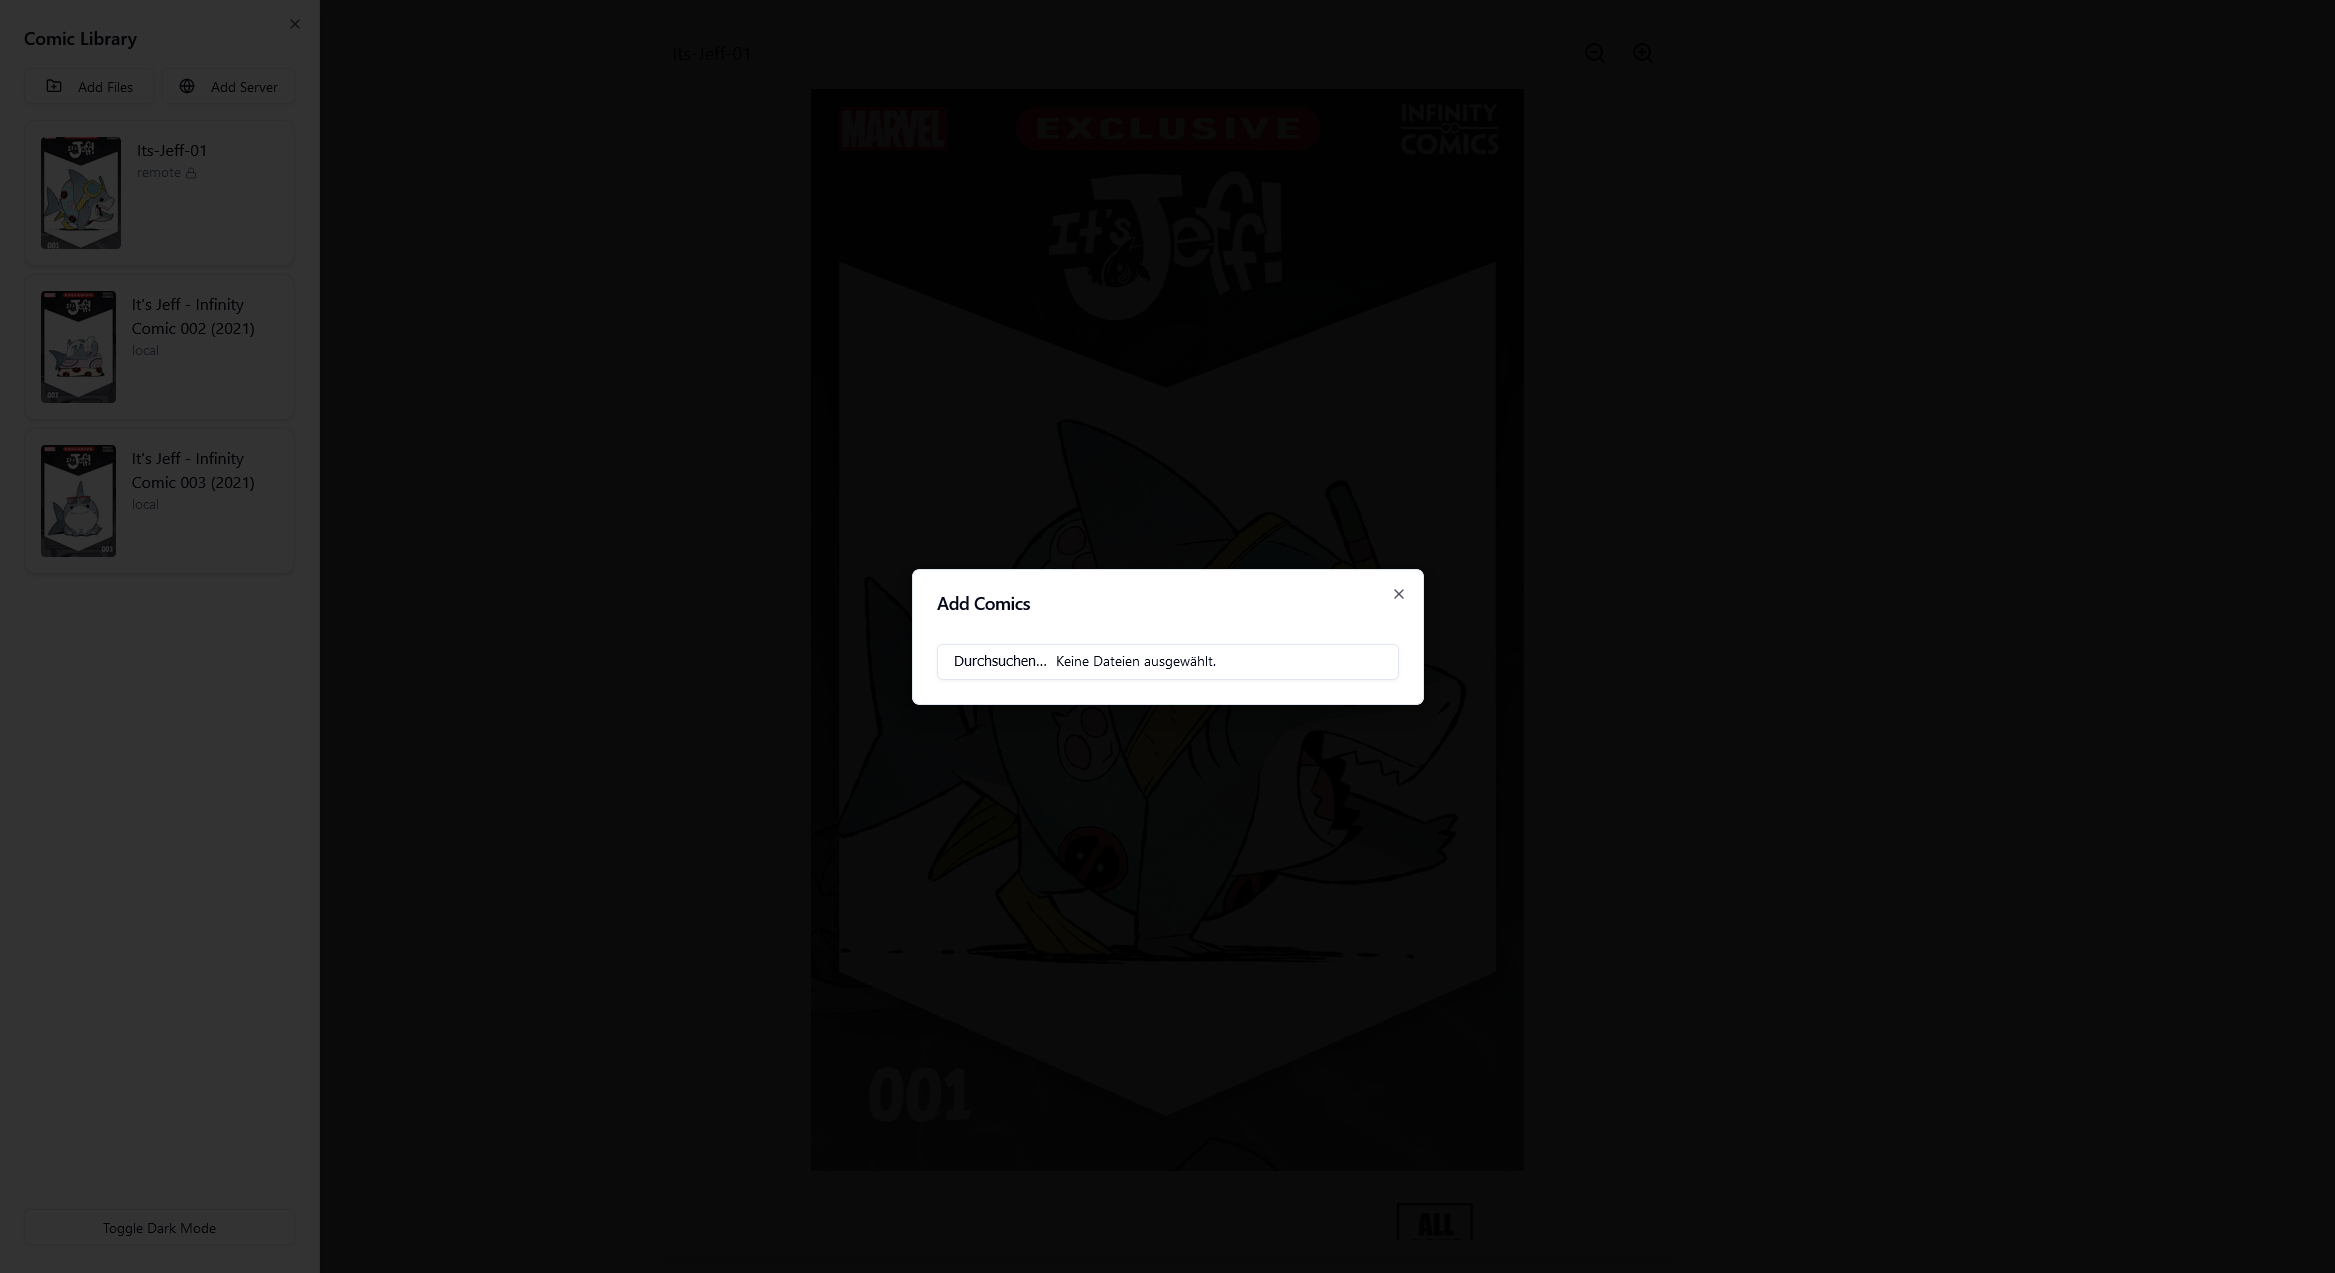 Comic Library
Add Files
Add Server
Its-Jeff-01
remote
It's Jeff - Infinity
Comic 002 (2021)
local
It's Jeff - Infinity
Comic 003 (2021)
local
Toggle Dark Mode
Its-Jeff-01
MARVEL
EXCLUSIVE
INFINITY
COMICS
It's Jeff!
Add Comics
Durchsuchen... Keine Dateien ausgewählt.
001
ALL